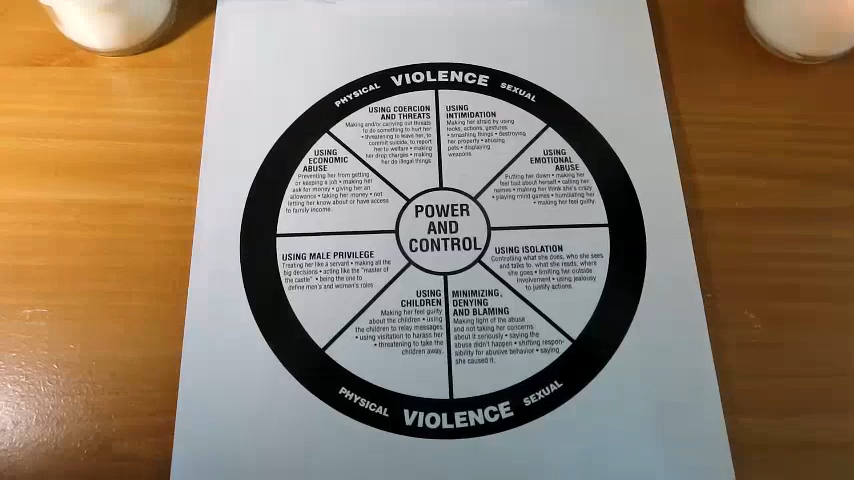 PHYSICAL VIOLENCE SEXUAL
USING COERCION
AND THREATS
Making and/or carrying out threats
to do something to hurt her
• threatening to leave her, to
commit suicide, to report
her to welfare • making
her drop charges • making
her do illegal things.
USING
INTIMIDATION
Making her afraid by using
looks, actions, gestures
• smashing things • destroying
her property • abusing
pets • displaying
weapons.
USING
ECONOMIC
ABUSE
Preventing her from getting
or keeping a job • making her
ask for money • giving her an
allowance • taking her money • not
letting her know about or have access
to family income.
USING
EMOTIONAL
ABUSE
Putting her down • making her
feel bad about herself • calling her
names • making her think she's crazy
• playing mind games • humiliating her
• making her feel guilty.
POWER
AND
CONTROL
USING MALE PRIVILEGE
Treating her like a servant • making all the
big decisions • acting like the "master of
the castle" • being the one to
define men's and women's roles
USING ISOLATION
Controlling what she does, who she sees
and talks to, what she reads, where
she goes • limiting her outside
involvement • using jealousy
to justify actions.
USING
CHILDREN
Making her feel guilty
about the children • using
the children to relay messages
• using visitation to harass her
• threatening to take the
children away.
MINIMIZING,
DENYING
AND BLAMING
Making light of the abuse
and not taking her concerns
about it seriously • saying the
abuse didn't happen • shifting respon-
sibility for abusive behavior • saying
she caused it.
PHYSICAL VIOLENCE SEXUAL